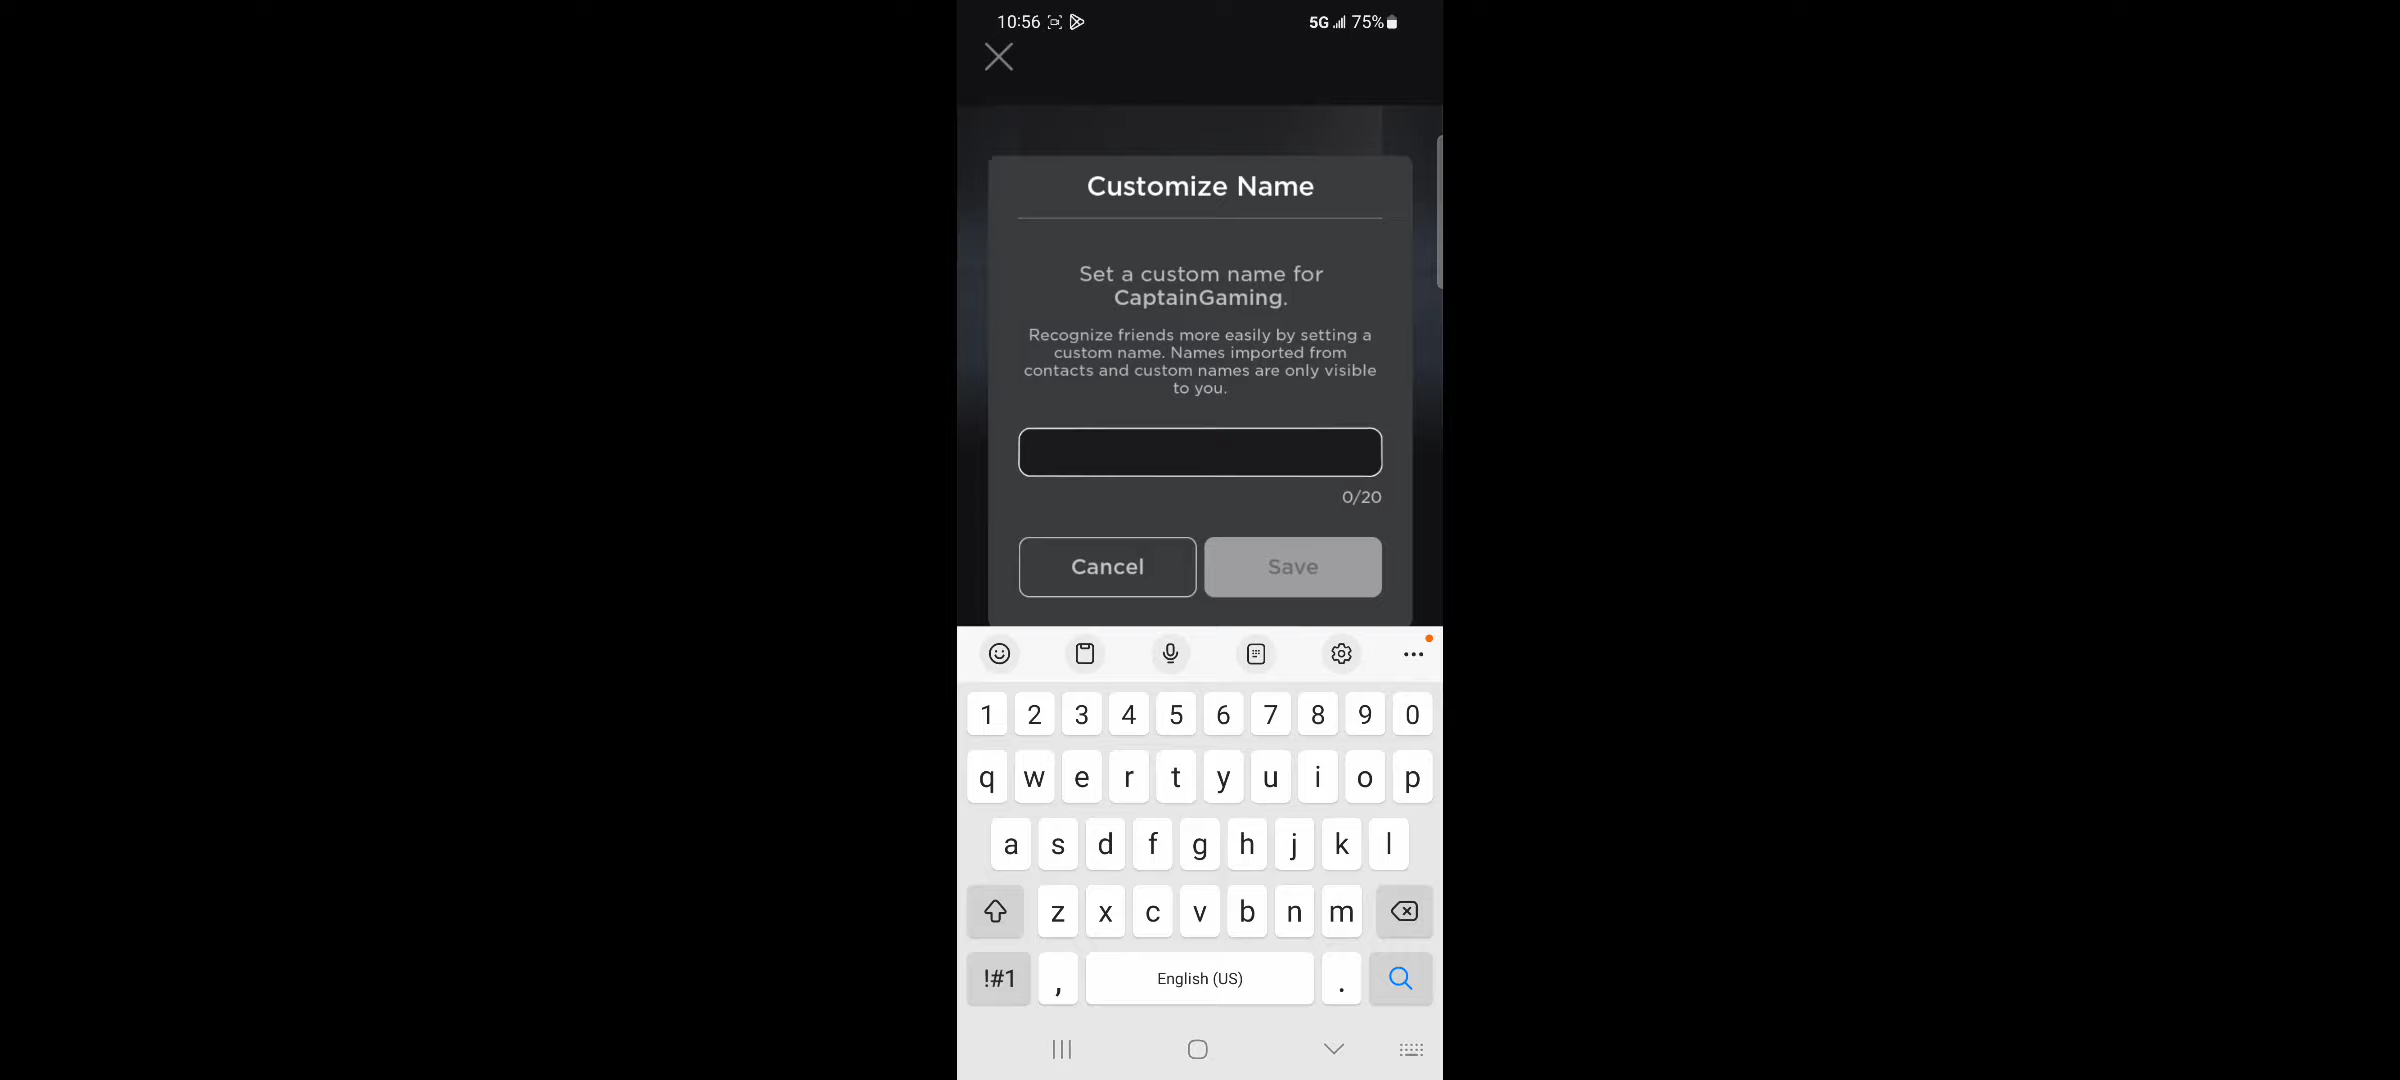 10:56 5G 75%
Customize Name
Set a custom name for
CaptainGaming.
Recognize friends more easily by setting a
custom name. Names imported from
contacts and custom names are only visible
to you.
0/20
Cancel Save
1 2 3 4 5 6 7 8 9 0
q w e r t y u i o p
a s d f g h j k l
z x c v b n m
!#1 , English (US) .